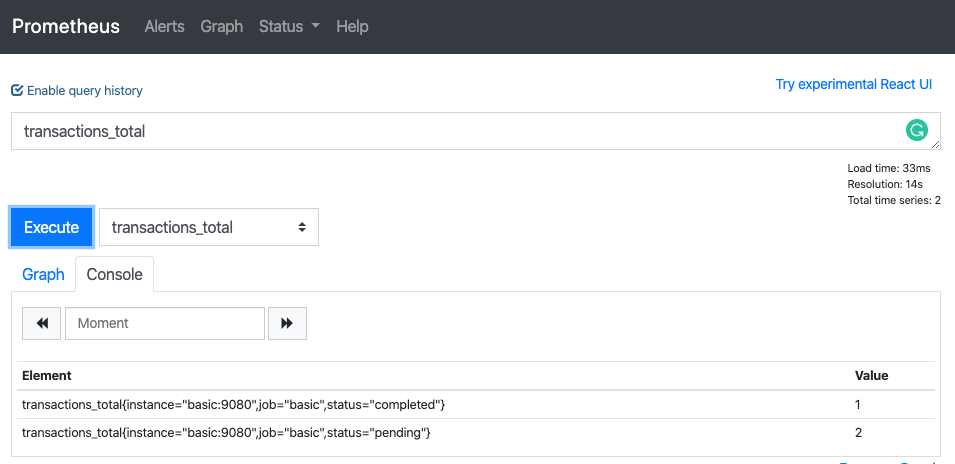 Prometheus Alerts Graph Status Help
Try experimental React UI
Enable query history
transactions_total
Load time: 33ms
Resolution: 14s
Total time series: 2
Execute transactions_total
Graph Console
Moment
Element Value
transactions_total{instance="basic:9080",job="basic",status="completed"} 1
transactions_total{instance="basic:9080",job="basic",status="pending"} 2